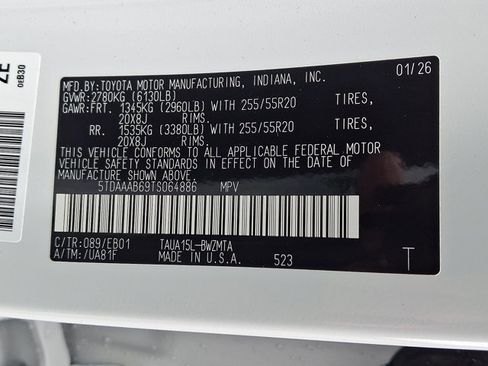 ZE
0EB30
MFD.BY:TOYOTA MOTOR MANUFACTURING, INDIANA, INC. 01/26
GVWR:2780KG (6130LB)
GAWR:FRT. 1345KG (2960LB) WITH 255/55R20 TIRES,
20X8J RIMS.
RR. 1535KG (3380LB) WITH 255/55R20 TIRES,
20X8J RIMS.
THIS VEHICLE CONFORMS TO ALL APPLICABLE FEDERAL MOTOR
VEHICLE SAFETY STANDARDS IN EFFECT ON THE DATE OF
MANUFACTURE SHOWN ABOVE.
5TDAAAB69TS064886 MPV
C/TR:089/EB01 TAUA15L-BWZMTA
A/TM:/UA81F MADE IN U.S.A. 523 T